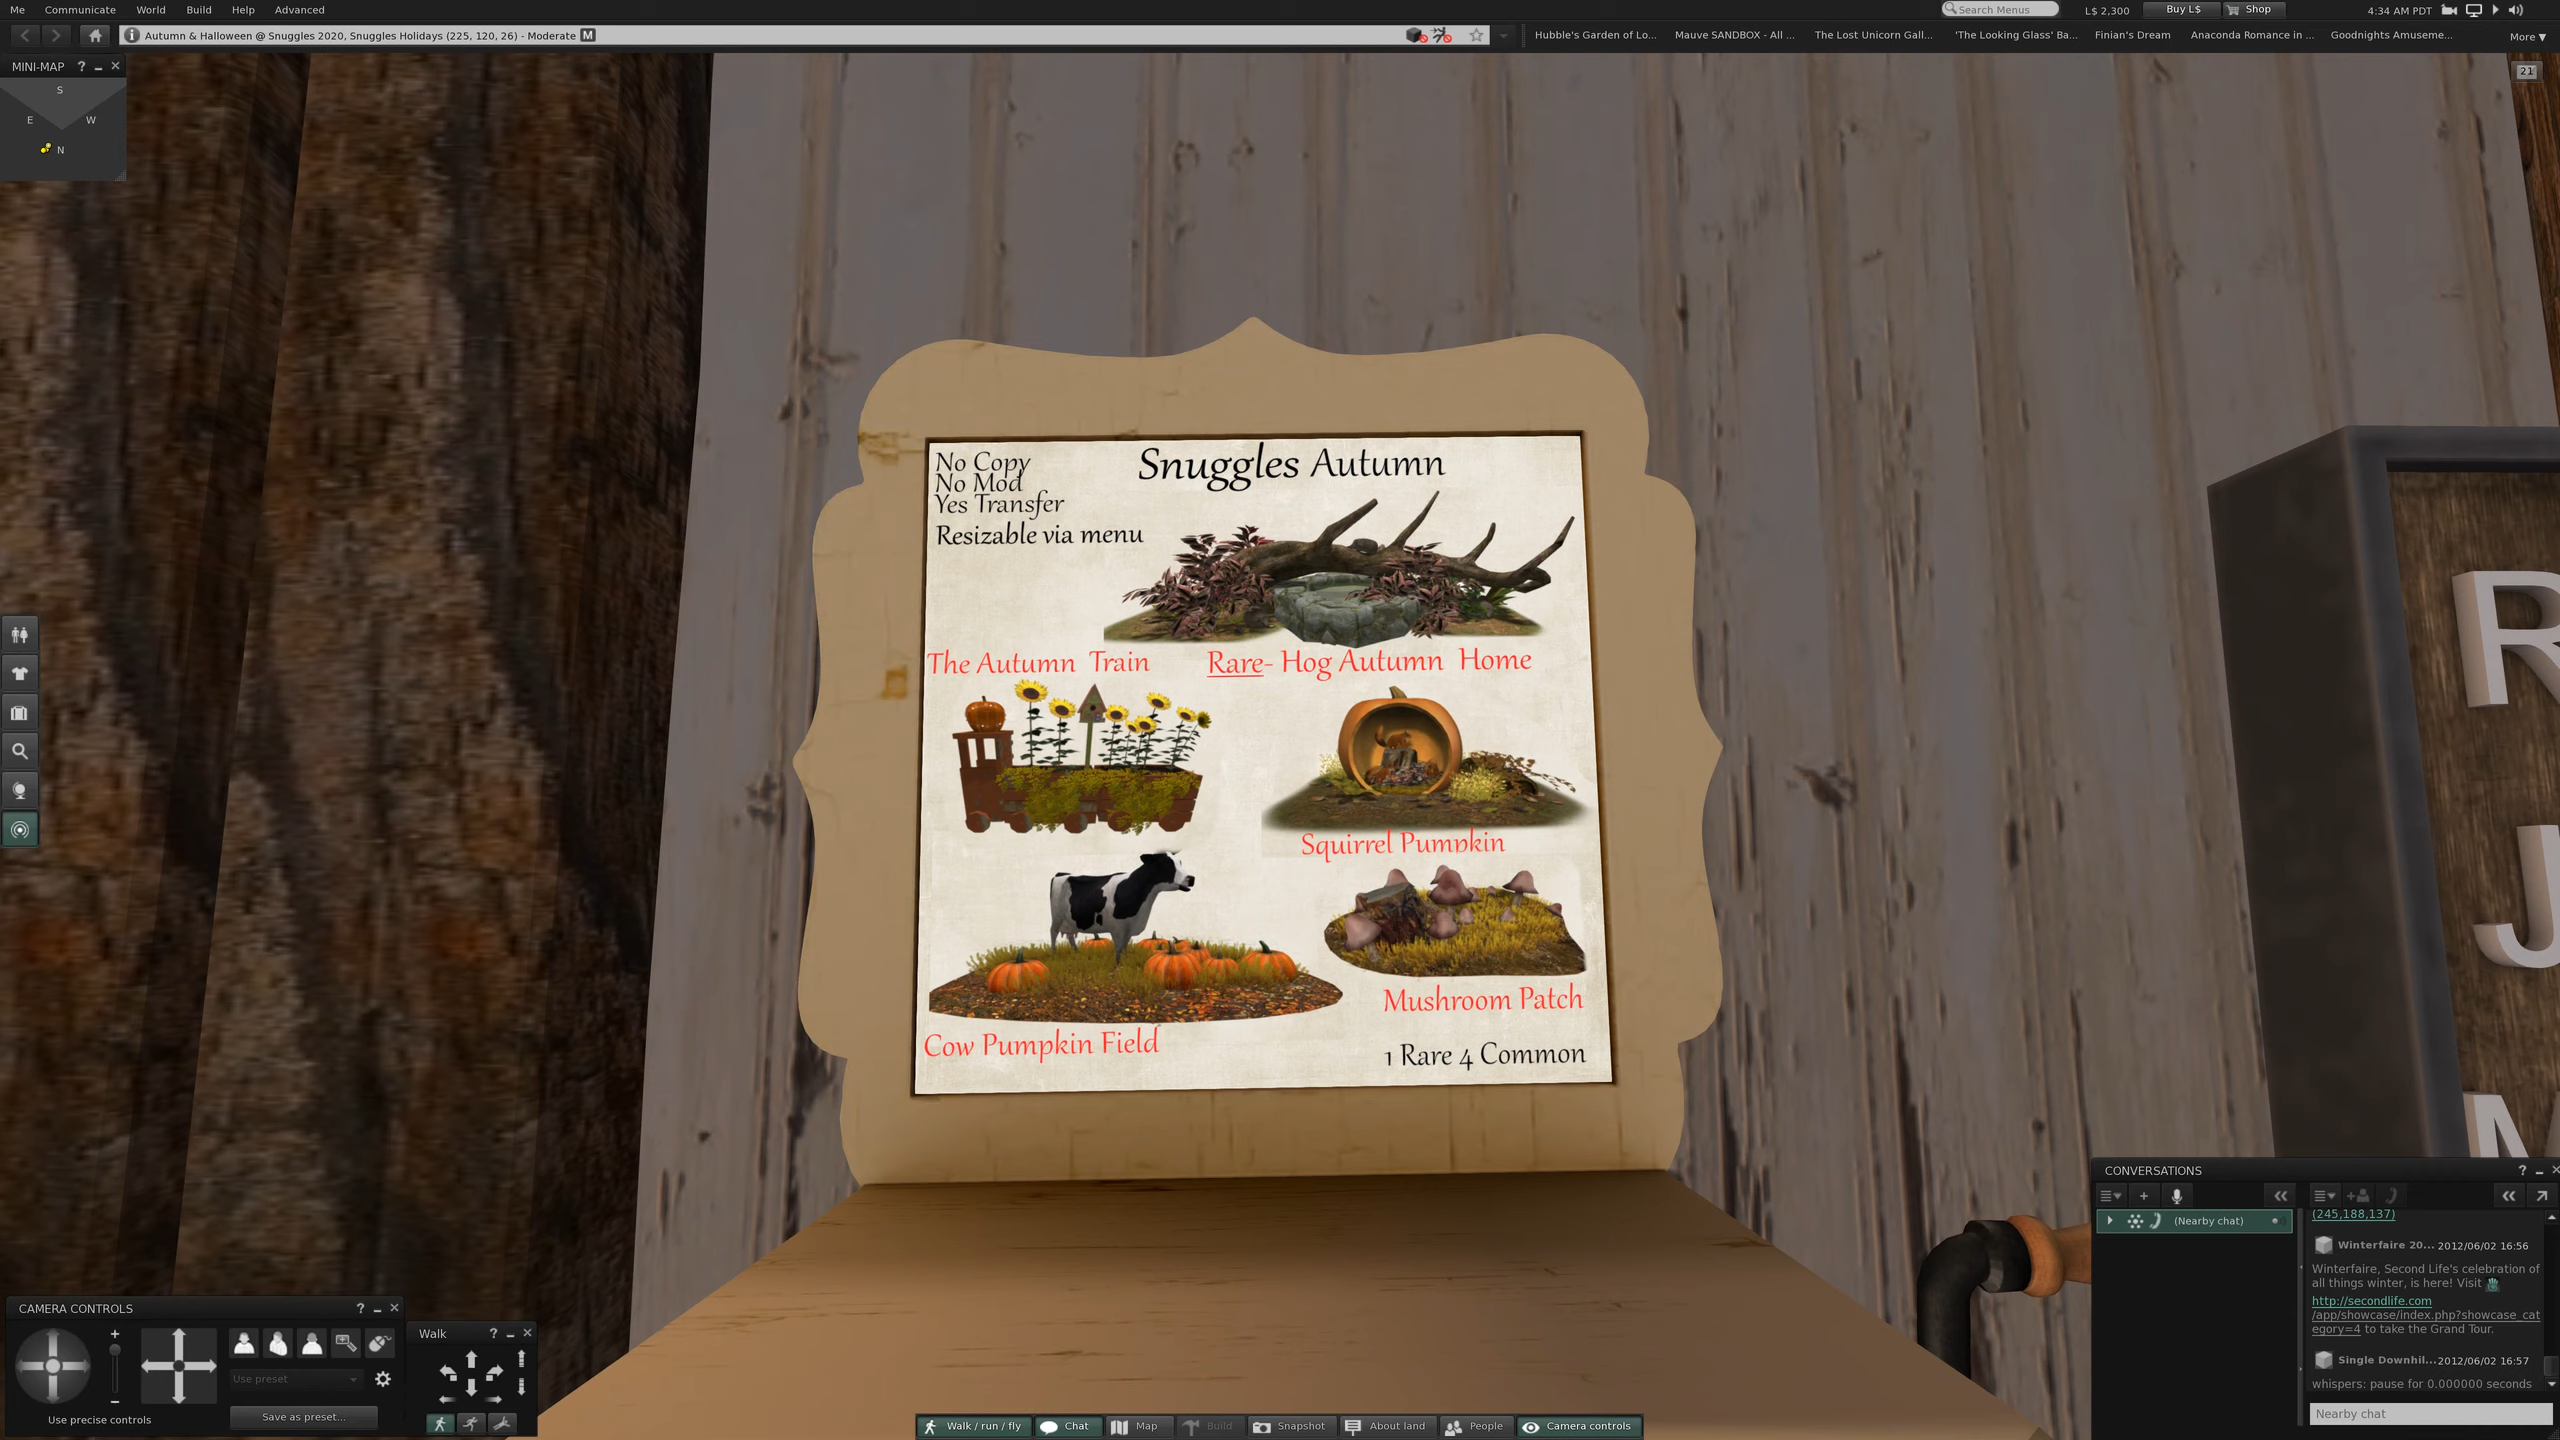 Me Communicate World Build Help Advanced
Search Menus
L$ 2,300 Buy L$ Shop
4:34 AM PDT
Autumn & Halloween @ Snuggles 2020, Snuggles Holidays (225, 120, 26) - Moderate M
Hubble's Garden of Lo... Mauve SANDBOX - All ... The Lost Unicorn Gall... 'The Looking Glass' Ba... Finian's Dream Anaconda Romance in ... Goodnights Amuseme... More
MINI-MAP ?
S
E W
N
21
No Copy
No Mod
Yes Transfer
Resizable via menu
Snuggles Autumn
The Autumn Train
Rare- Hog Autumn Home
Squirrel Pumpkin
Cow Pumpkin Field
Mushroom Patch
1 Rare 4 Common
R
J
M
CAMERA CONTROLS ?
Use preset
Use precise controls
Save as preset...
Walk ?
Walk / run / fly Chat Map Build Snapshot About land People Camera controls
CONVERSATIONS ?
(Nearby chat)
(245,188,137)
Winterfaire 20... 2012/06/02 16:56
Winterfaire, Second Life's celebration of
all things winter, is here! Visit
http://secondlife.com
/app/showcase/index.php?showcase_cat
egory=4 to take the Grand Tour.
Single Downhil... 2012/06/02 16:57
whispers: pause for 0.000000 seconds
Nearby chat